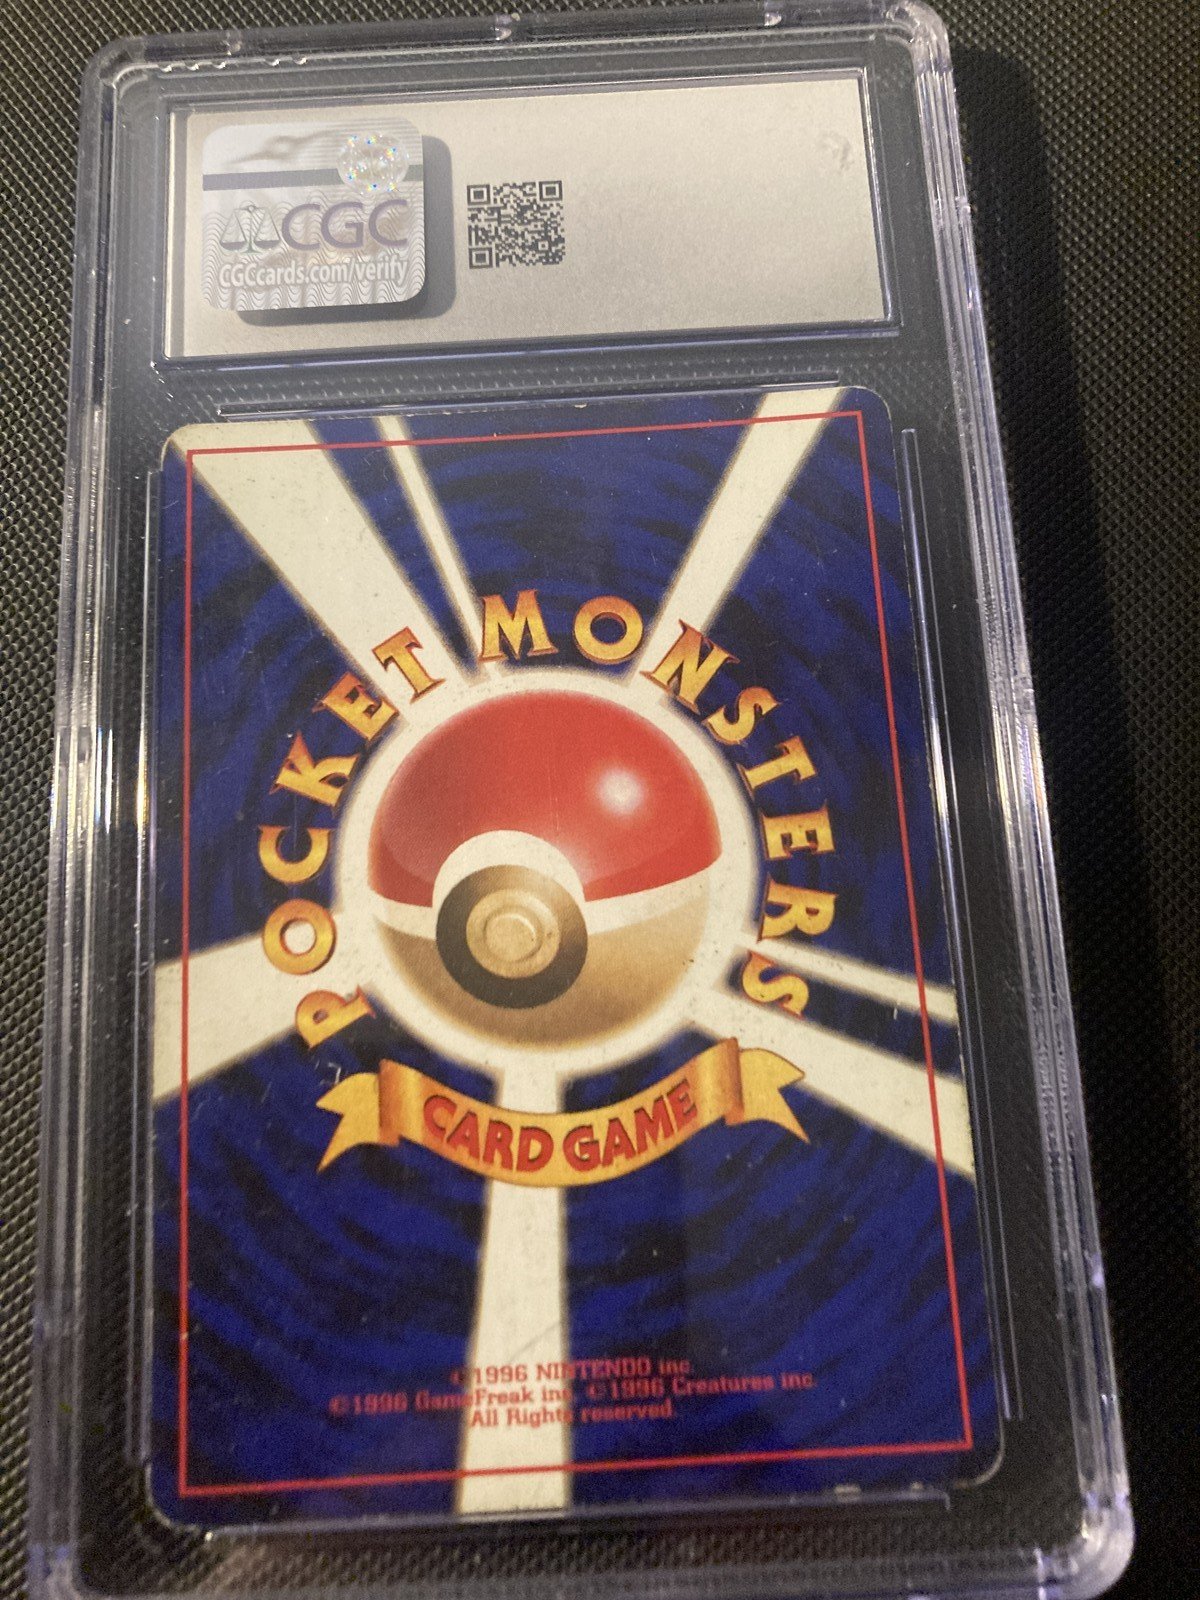 CGC
CGCcards.com/verify
POCKET MONSTERS
CARD GAME
©1996 NINTENDO inc.
©1996 GameFreak inc. ©1996 Creatures inc.
All Rights reserved.